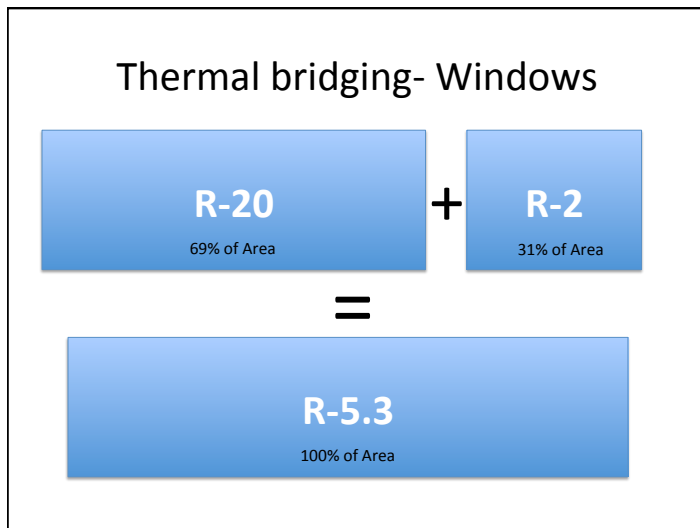 Thermal bridging- Windows
R-20
69% of Area
+
R-2
31% of Area
=
R-5.3
100% of Area